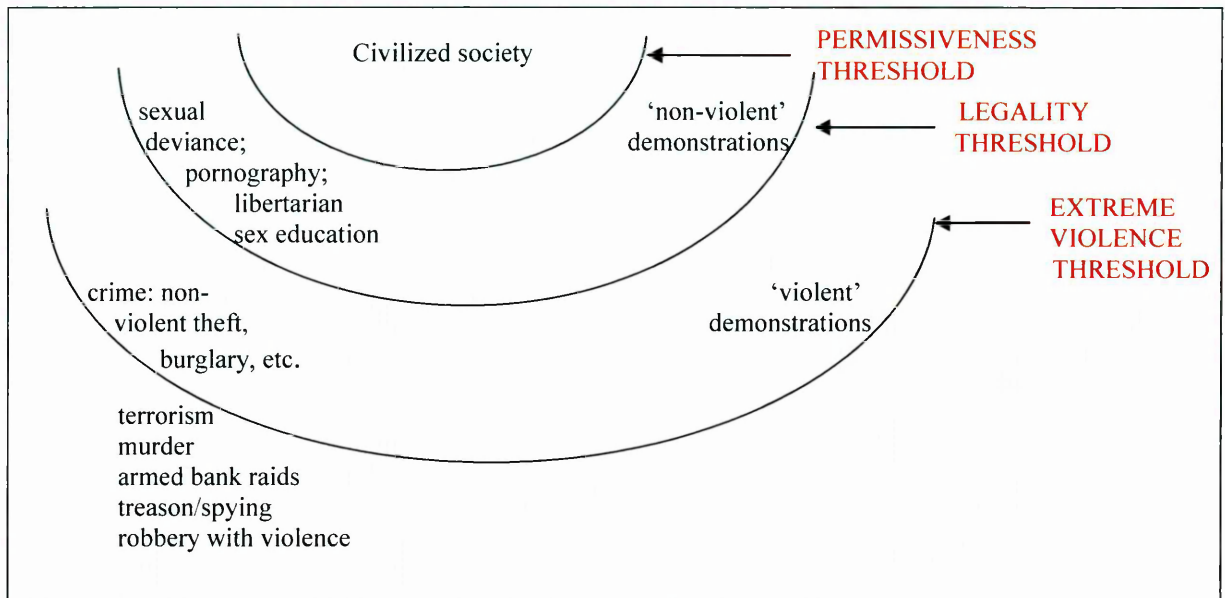 Civilized society
PERMISSIVENESS
THRESHOLD
sexual
deviance;
pornography;
libertarian
sex education
‘non-violent’
demonstrations
LEGALITY
THRESHOLD
EXTREME
VIOLENCE
THRESHOLD
crime: non-
violent theft,
burglary, etc.
‘violent’
demonstrations
terrorism
murder
armed bank raids
treason/spying
robbery with violence